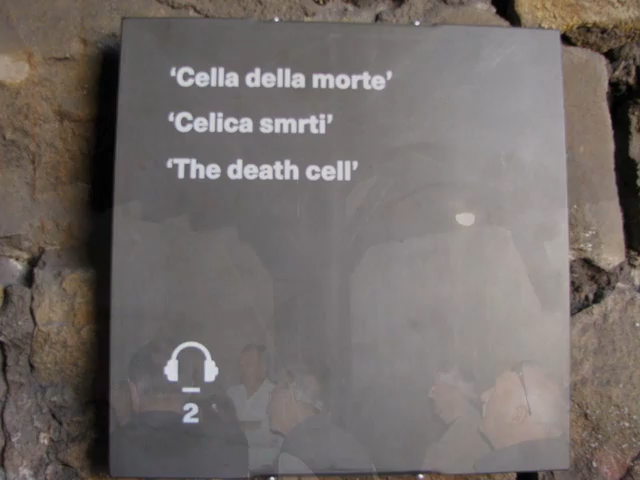 ‘Cella della morte’
‘Celica smrti’
‘The death cell’
2